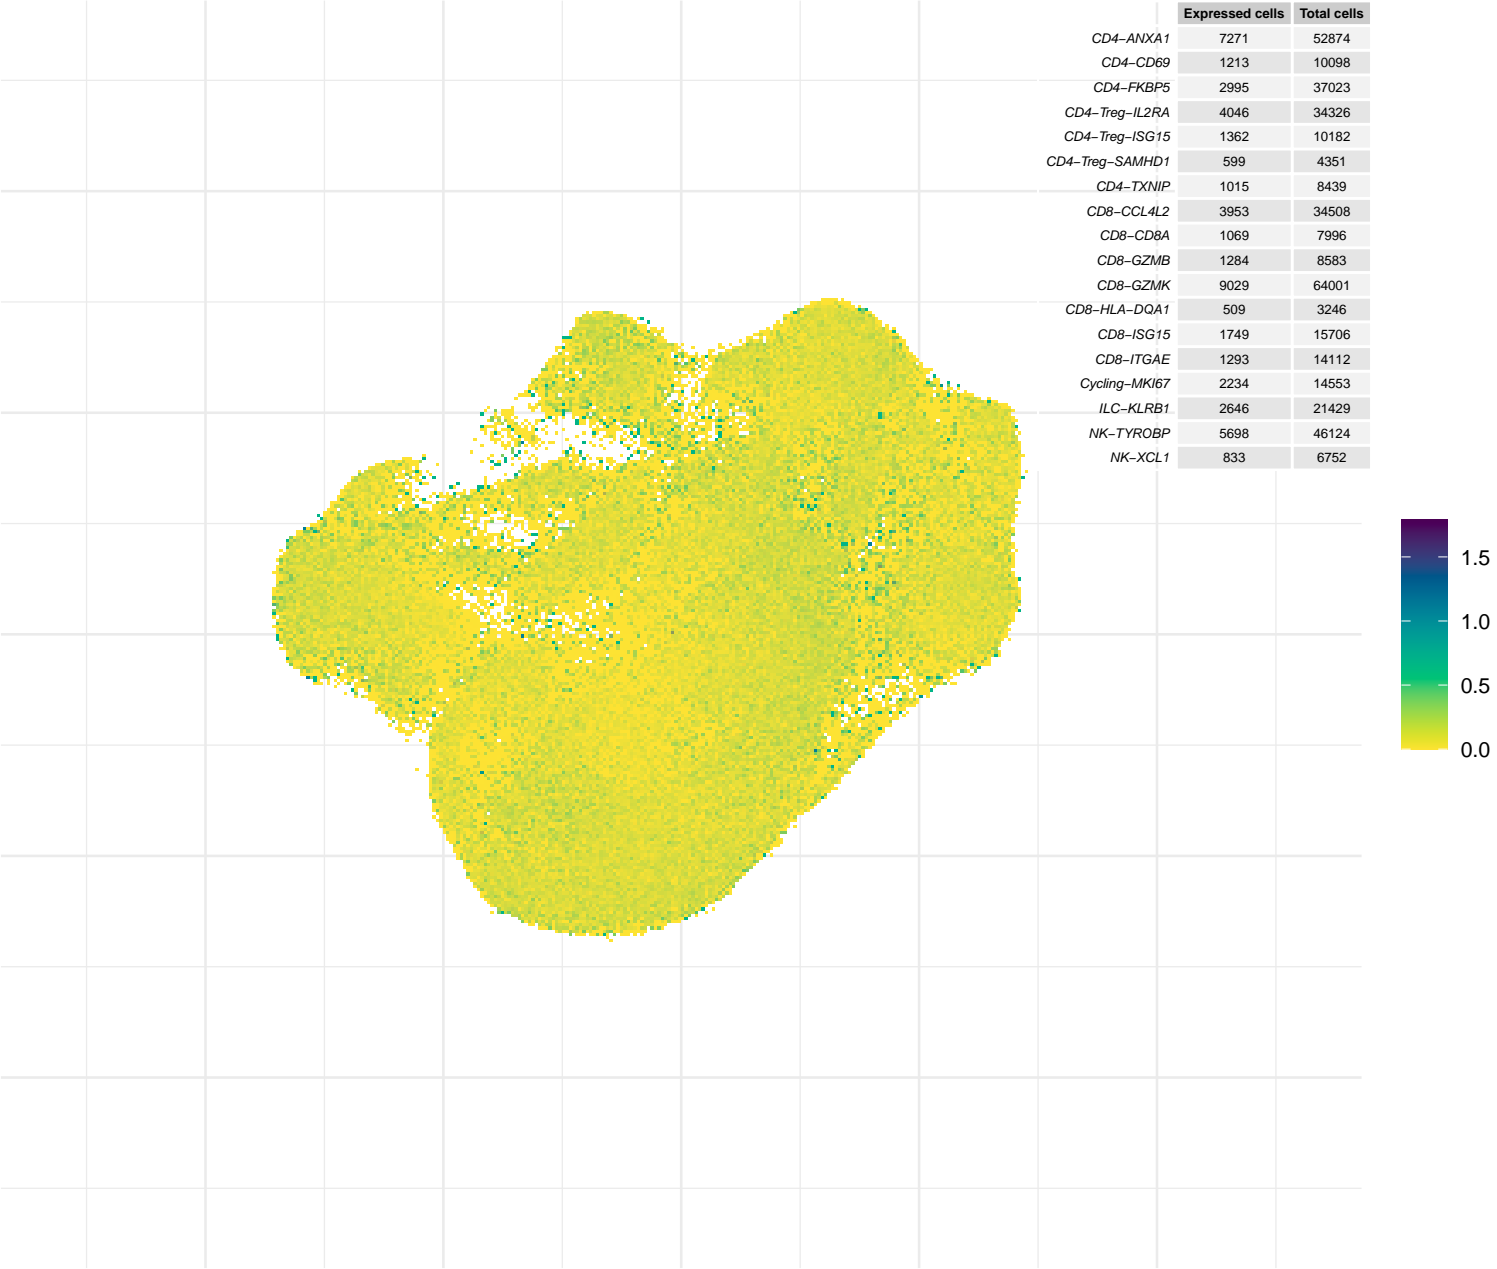 Expressed cells Total cells
CD4−ANXA1 7271 52874
CD4−CD69 1213 10098
CD4−FKBP5 2995 37023
CD4−Treg−IL2RA 4046 34326
CD4−Treg−ISG15 1362 10182
CD4−Treg−SAMHD1 599 4351
CD4−TXNIP 1015 8439
CD8−CCL4L2 3953 34508
CD8−CD8A 1069 7996
CD8−GZMB 1284 8583
CD8−GZMK 9029 64001
CD8−HLA−DQA1 509 3246
CD8−ISG15 1749 15706
CD8−ITGAE 1293 14112
Cycling−MKI67 2234 14553
ILC−KLRB1 2646 21429
NK−TYROBP 5698 46124
NK−XCL1 833 6752
1.5
1.0
0.5
0.0